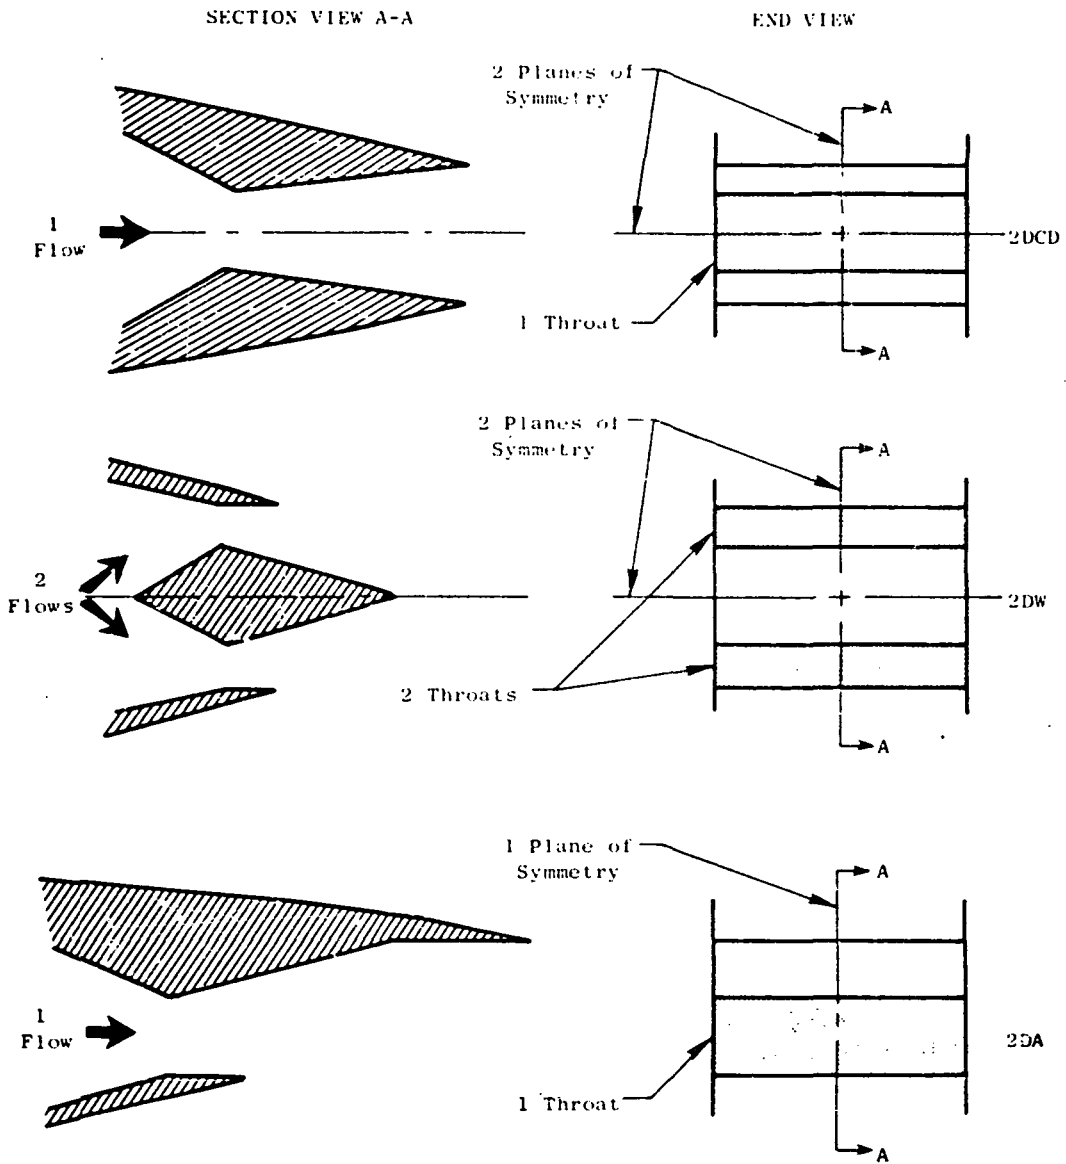 SECTION VIEW A-A
END VIEW
2 Planes of
Symmetry
A
1
Flow
2DCD
1 Throat
A
2 Planes of
Symmetry
A
2
Flows
2DW
2 Throats
A
1 Plane of
Symmetry
A
1
Flow
2DA
1 Throat
A